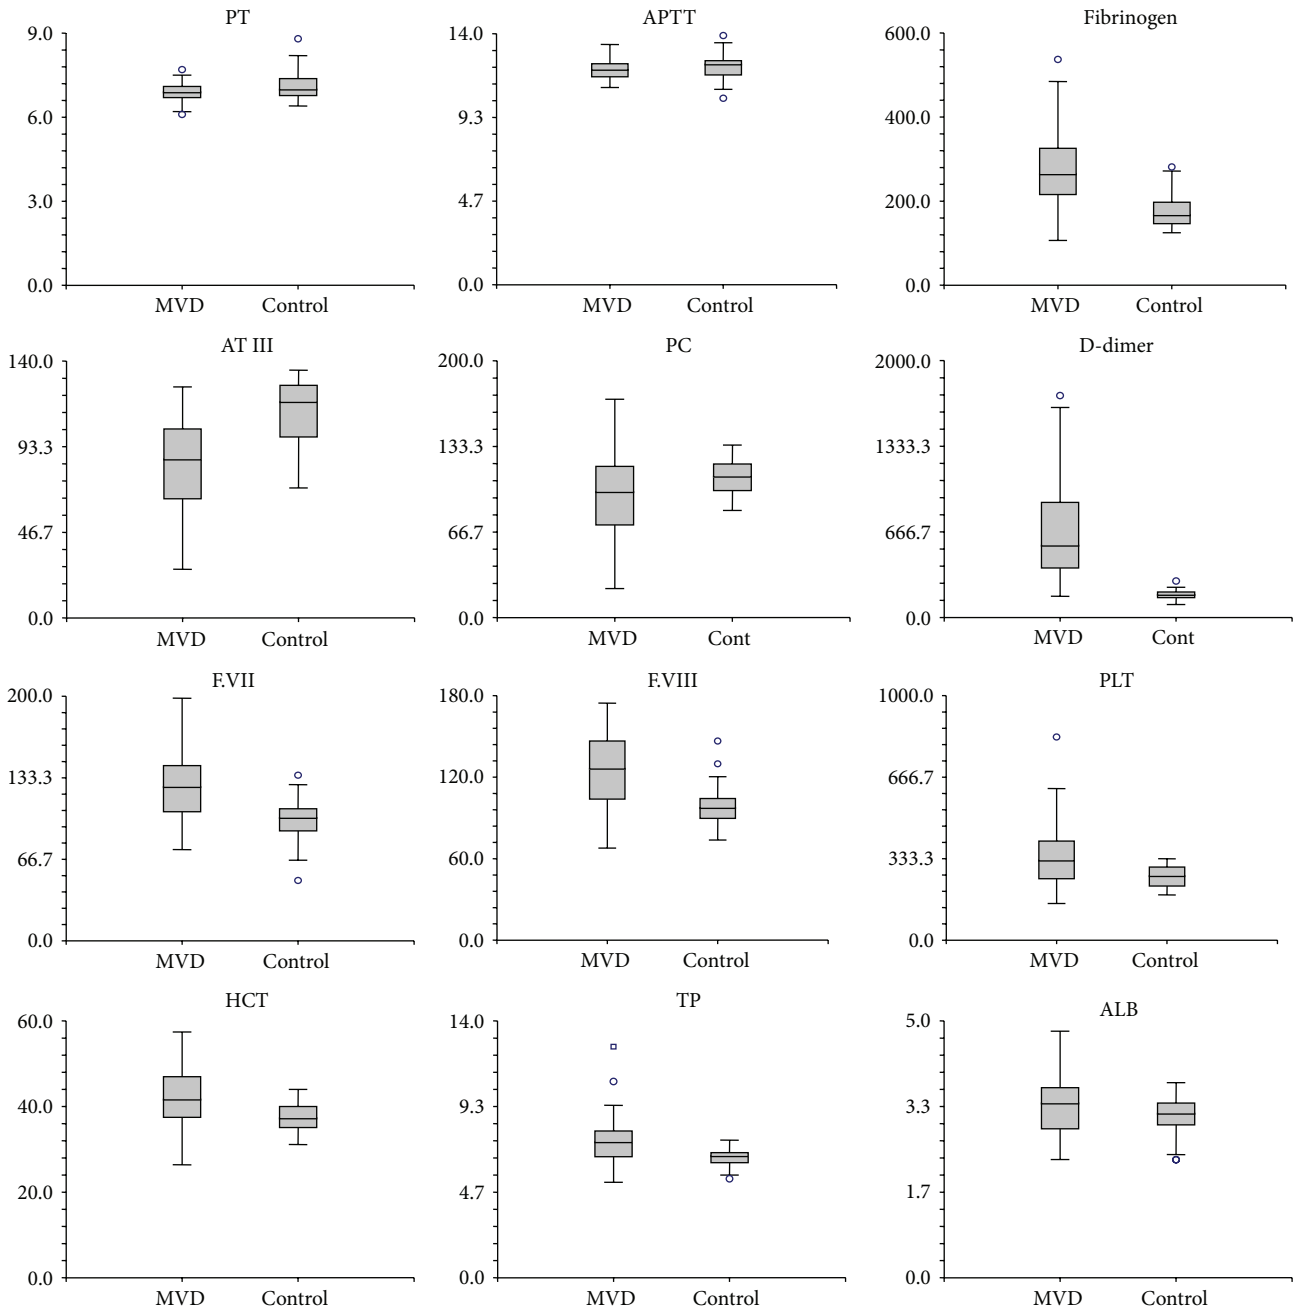 PT
9.0
6.0
3.0
0.0
MVD
Control
APTT
14.0
9.3
4.7
0.0
MVD
Control
Fibrinogen
600.0
400.0
200.0
0.0
MVD
Control
AT III
140.0
93.3
46.7
0.0
MVD
Control
PC
200.0
133.3
66.7
0.0
MVD
Cont
D-dimer
2000.0
1333.3
666.7
0.0
MVD
Cont
F.VII
200.0
133.3
66.7
0.0
MVD
Control
F.VIII
180.0
120.0
60.0
0.0
MVD
Control
PLT
1000.0
666.7
333.3
0.0
MVD
Control
HCT
60.0
40.0
20.0
0.0
MVD
Control
TP
14.0
9.3
4.7
0.0
MVD
Control
ALB
5.0
3.3
1.7
0.0
MVD
Control